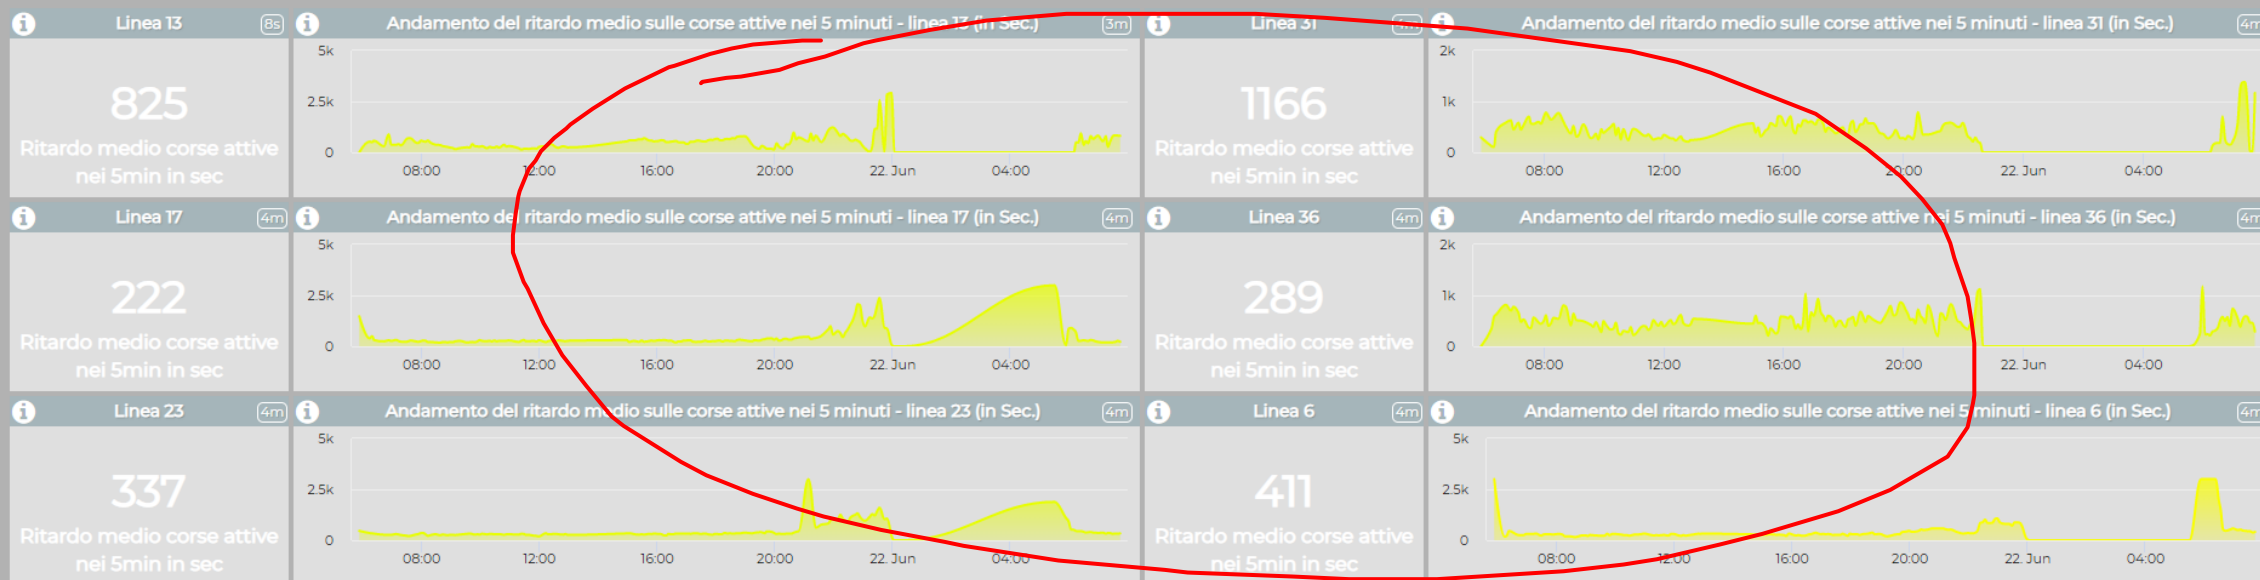 Linea 13 8s
Andamento del ritardo medio sulle corse attive nei 5 minuti - linea 13 (in Sec.) 3m
Linea 31 4m
Andamento del ritardo medio sulle corse attive nei 5 minuti - linea 31 (in Sec.) 4m
825
Ritardo medio corse attive
nei 5min in sec
5k
2.5k
0
08:00 12:00 16:00 20:00 22. Jun 04:00
1166
Ritardo medio corse attive
nei 5min in sec
2k
1k
0
08:00 12:00 16:00 20:00 22. Jun 04:00
Linea 17 4m
Andamento del ritardo medio sulle corse attive nei 5 minuti - linea 17 (in Sec.) 4m
Linea 36 4m
Andamento del ritardo medio sulle corse attive nei 5 minuti - linea 36 (in Sec.) 4m
222
Ritardo medio corse attive
nei 5min in sec
5k
2.5k
0
08:00 12:00 16:00 20:00 22. Jun 04:00
289
Ritardo medio corse attive
nei 5min in sec
2k
1k
0
08:00 12:00 16:00 20:00 22. Jun 04:00
Linea 23 4m
Andamento del ritardo medio sulle corse attive nei 5 minuti - linea 23 (in Sec.) 4m
Linea 6 4m
Andamento del ritardo medio sulle corse attive nei 5 minuti - linea 6 (in Sec.) 4m
337
Ritardo medio corse attive
nei 5min in sec
5k
2.5k
0
08:00 12:00 16:00 20:00 22. Jun 04:00
411
Ritardo medio corse attive
nei 5min in sec
5k
2.5k
0
08:00 12:00 16:00 20:00 22. Jun 04:00